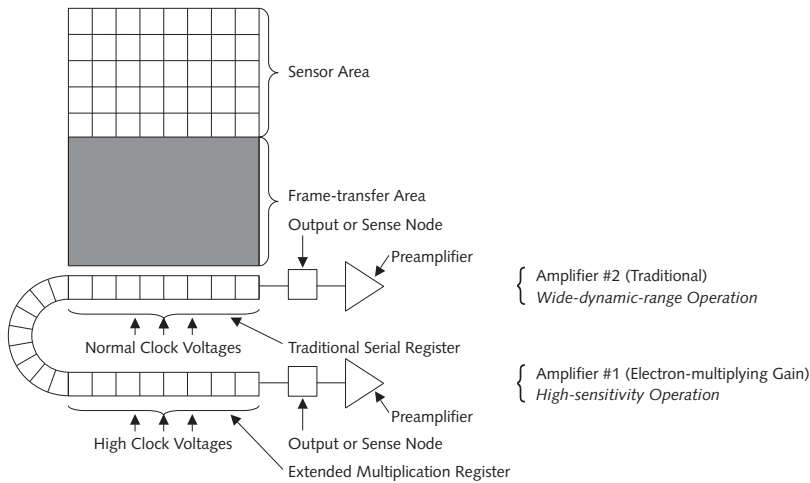 Sensor Area
Frame-transfer Area
Output or Sense Node
Preamplifier
{ Amplifier #2 (Traditional)
Wide-dynamic-range Operation
Normal Clock Voltages
Traditional Serial Register
{ Amplifier #1 (Electron-multiplying Gain)
High-sensitivity Operation
Preamplifier
High Clock Voltages
Output or Sense Node
Extended Multiplication Register